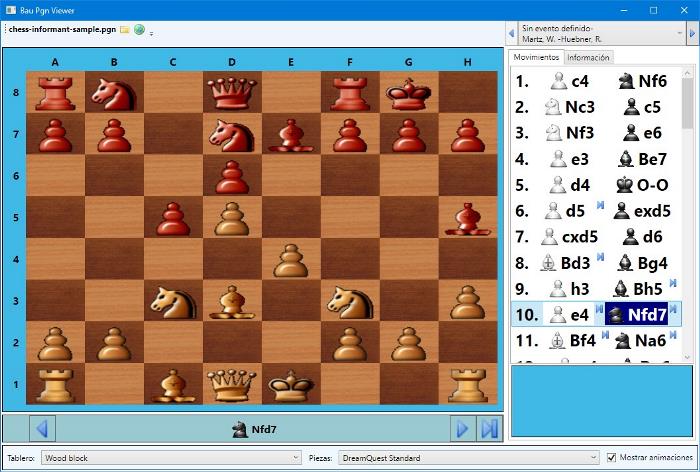 Bau Pgn Viewer
chess-informant-sample.pgn
Sin evento definido-
Martz, W. -Huebner, R.
Movimientos Información
A B C D E F G H
8
7
6
5
4
3
2
1
1. c4 Nf6
2. Nc3 c5
3. Nf3 e6
4. e3 Be7
5. d4 O-O
6. d5 exd5
7. cxd5 d6
8. Bd3 Bg4
9. h3 Bh5
10. e4 Nfd7
11. Bf4 Na6
Nfd7
Tablero: Wood block Piezas: DreamQuest Standard Mostrar animaciones